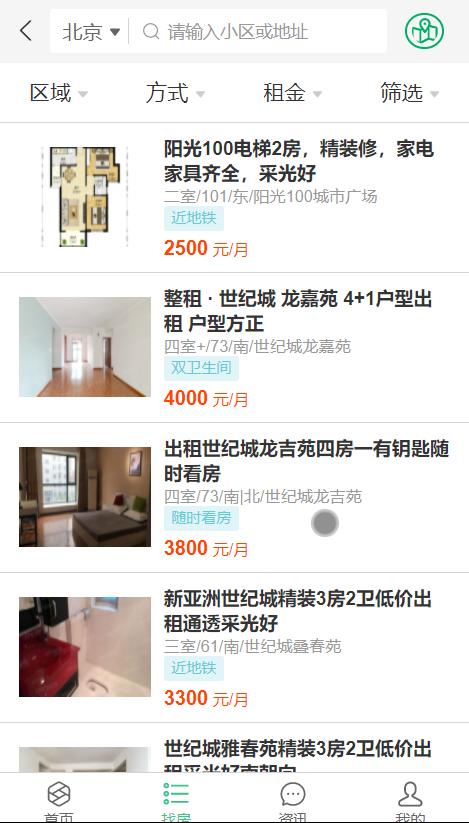 北京
请输入小区或地址
区域 方式 租金 筛选
阳光100电梯2房，精装修，家电
家具齐全，采光好
二室/101/东/阳光100城市广场
近地铁
2500 元/月
整租 · 世纪城 龙嘉苑 4+1户型出
租 户型方正
四室+/73/南/世纪城龙嘉苑
双卫生间
4000 元/月
出租世纪城龙吉苑四房一有钥匙随
时看房
四室/73/南|北/世纪城龙吉苑
随时看房
3800 元/月
新亚洲世纪城精装3房2卫低价出
租通透采光好
三室/61/南/世纪城叠春苑
近地铁
3300 元/月
世纪城雅春苑精装3房2卫低价出
租采光好南朝向
首页 找房 资讯 我的